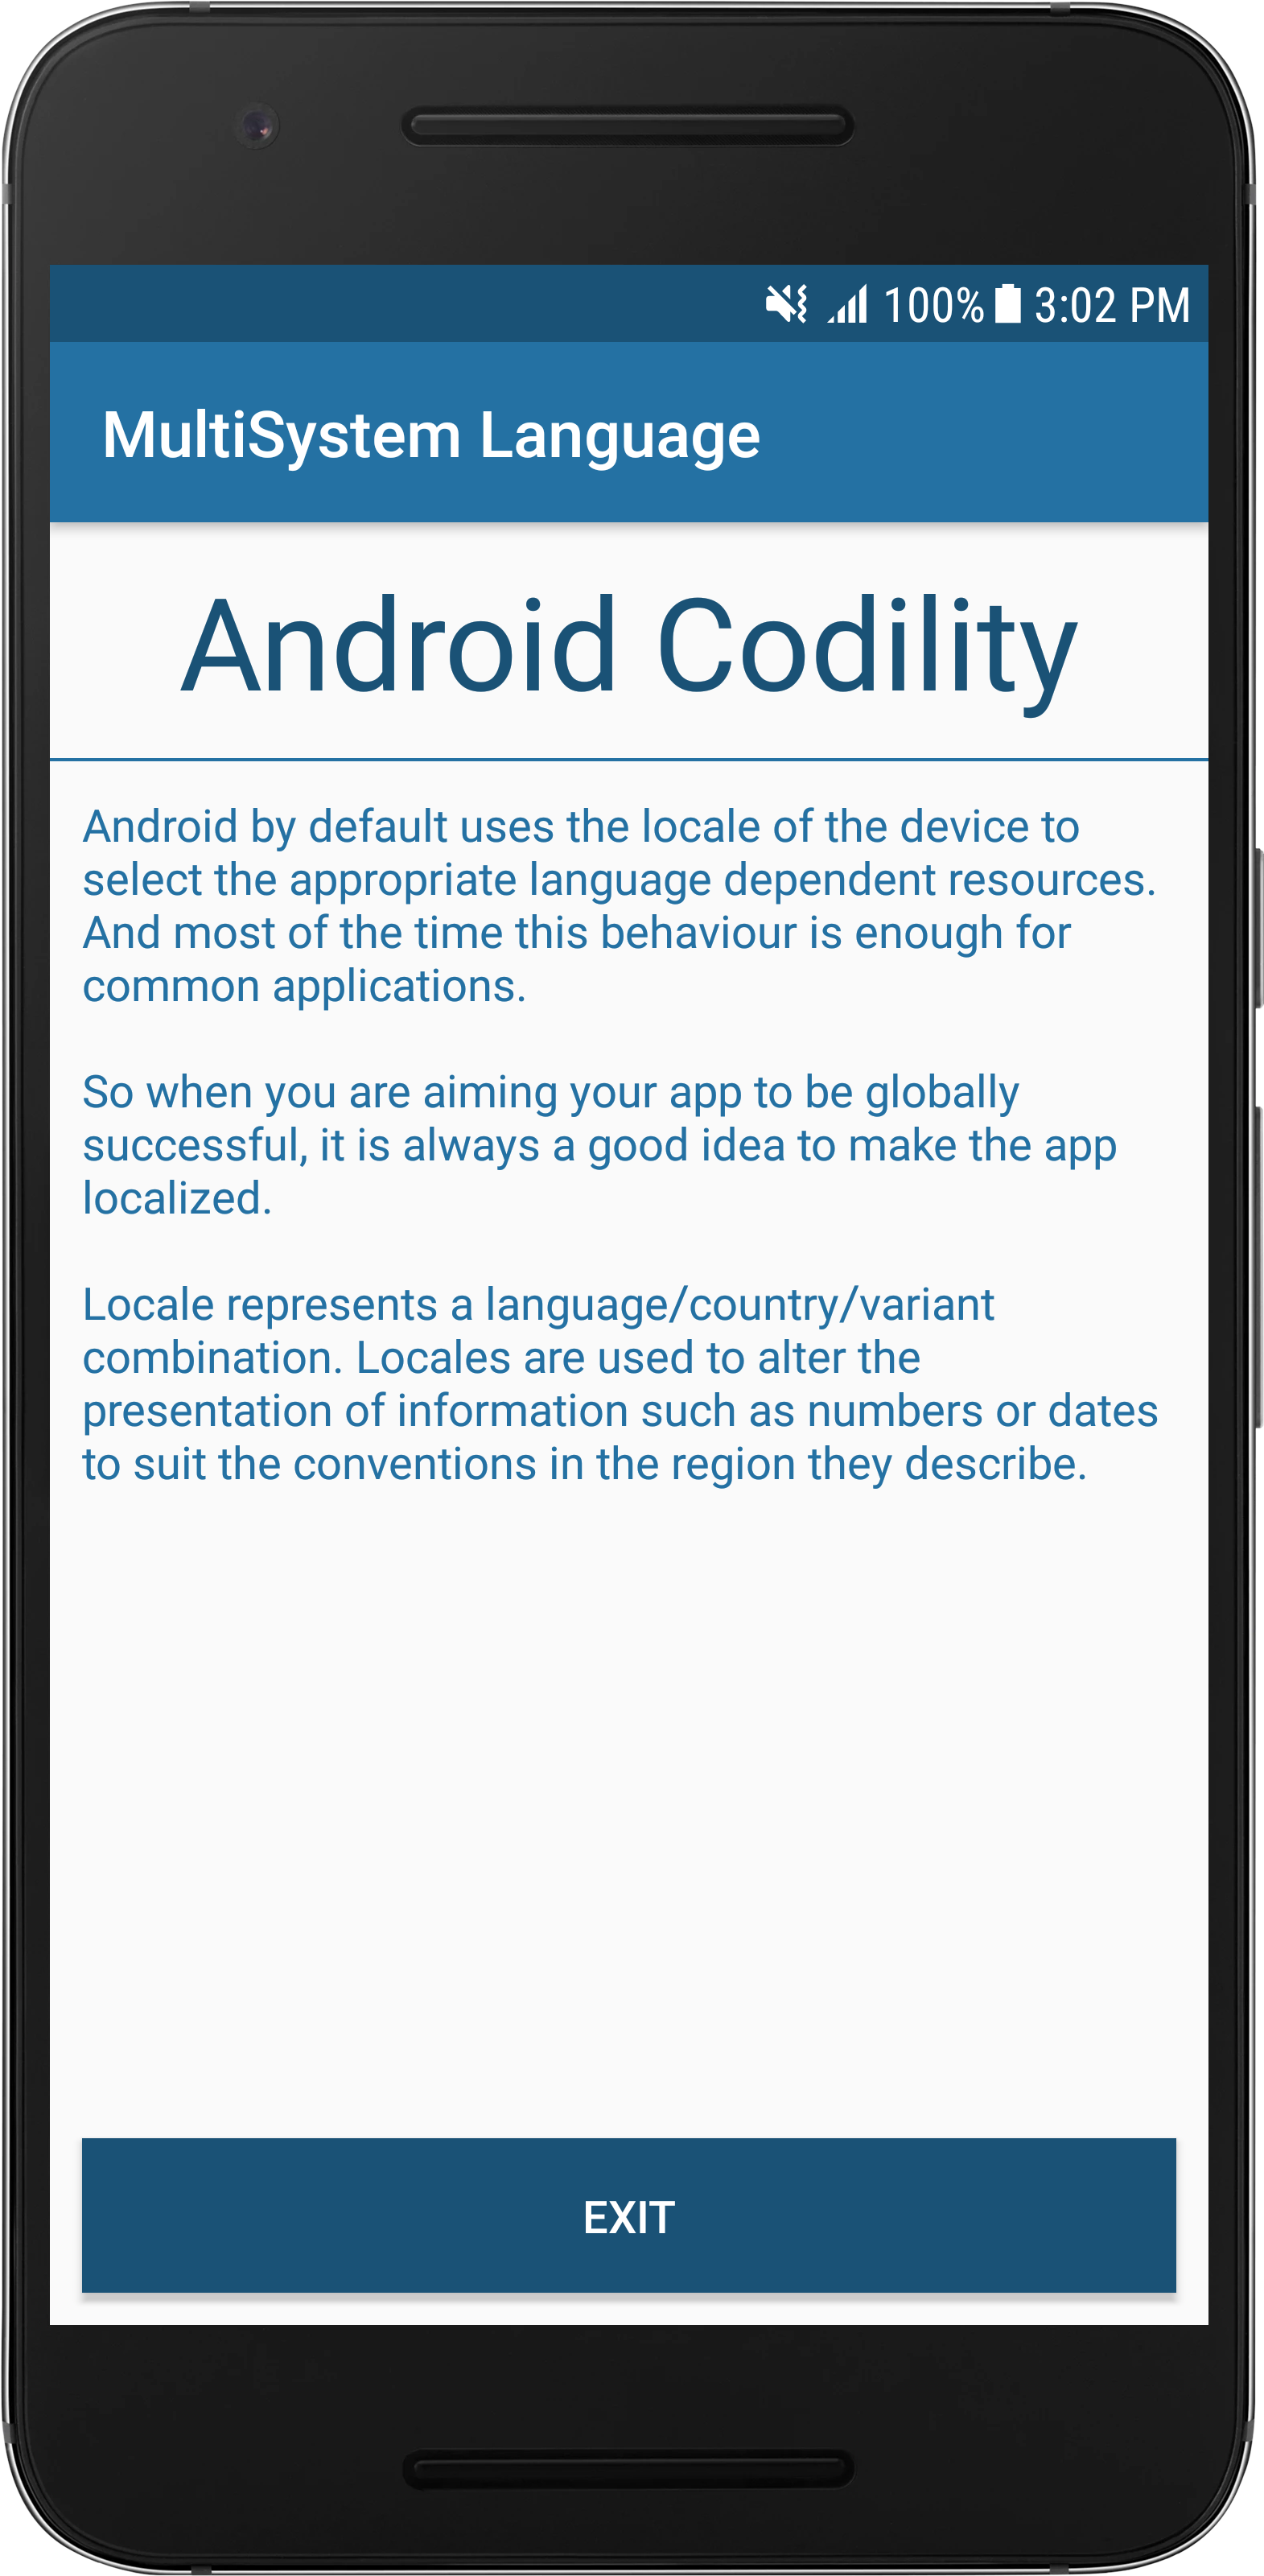 100% 3:02 PM
MultiSystem Language
Android Codility
Android by default uses the locale of the device to
select the appropriate language dependent resources.
And most of the time this behaviour is enough for
common applications.
So when you are aiming your app to be globally
successful, it is always a good idea to make the app
localized.
Locale represents a language/country/variant
combination. Locales are used to alter the
presentation of information such as numbers or dates
to suit the conventions in the region they describe.
EXIT